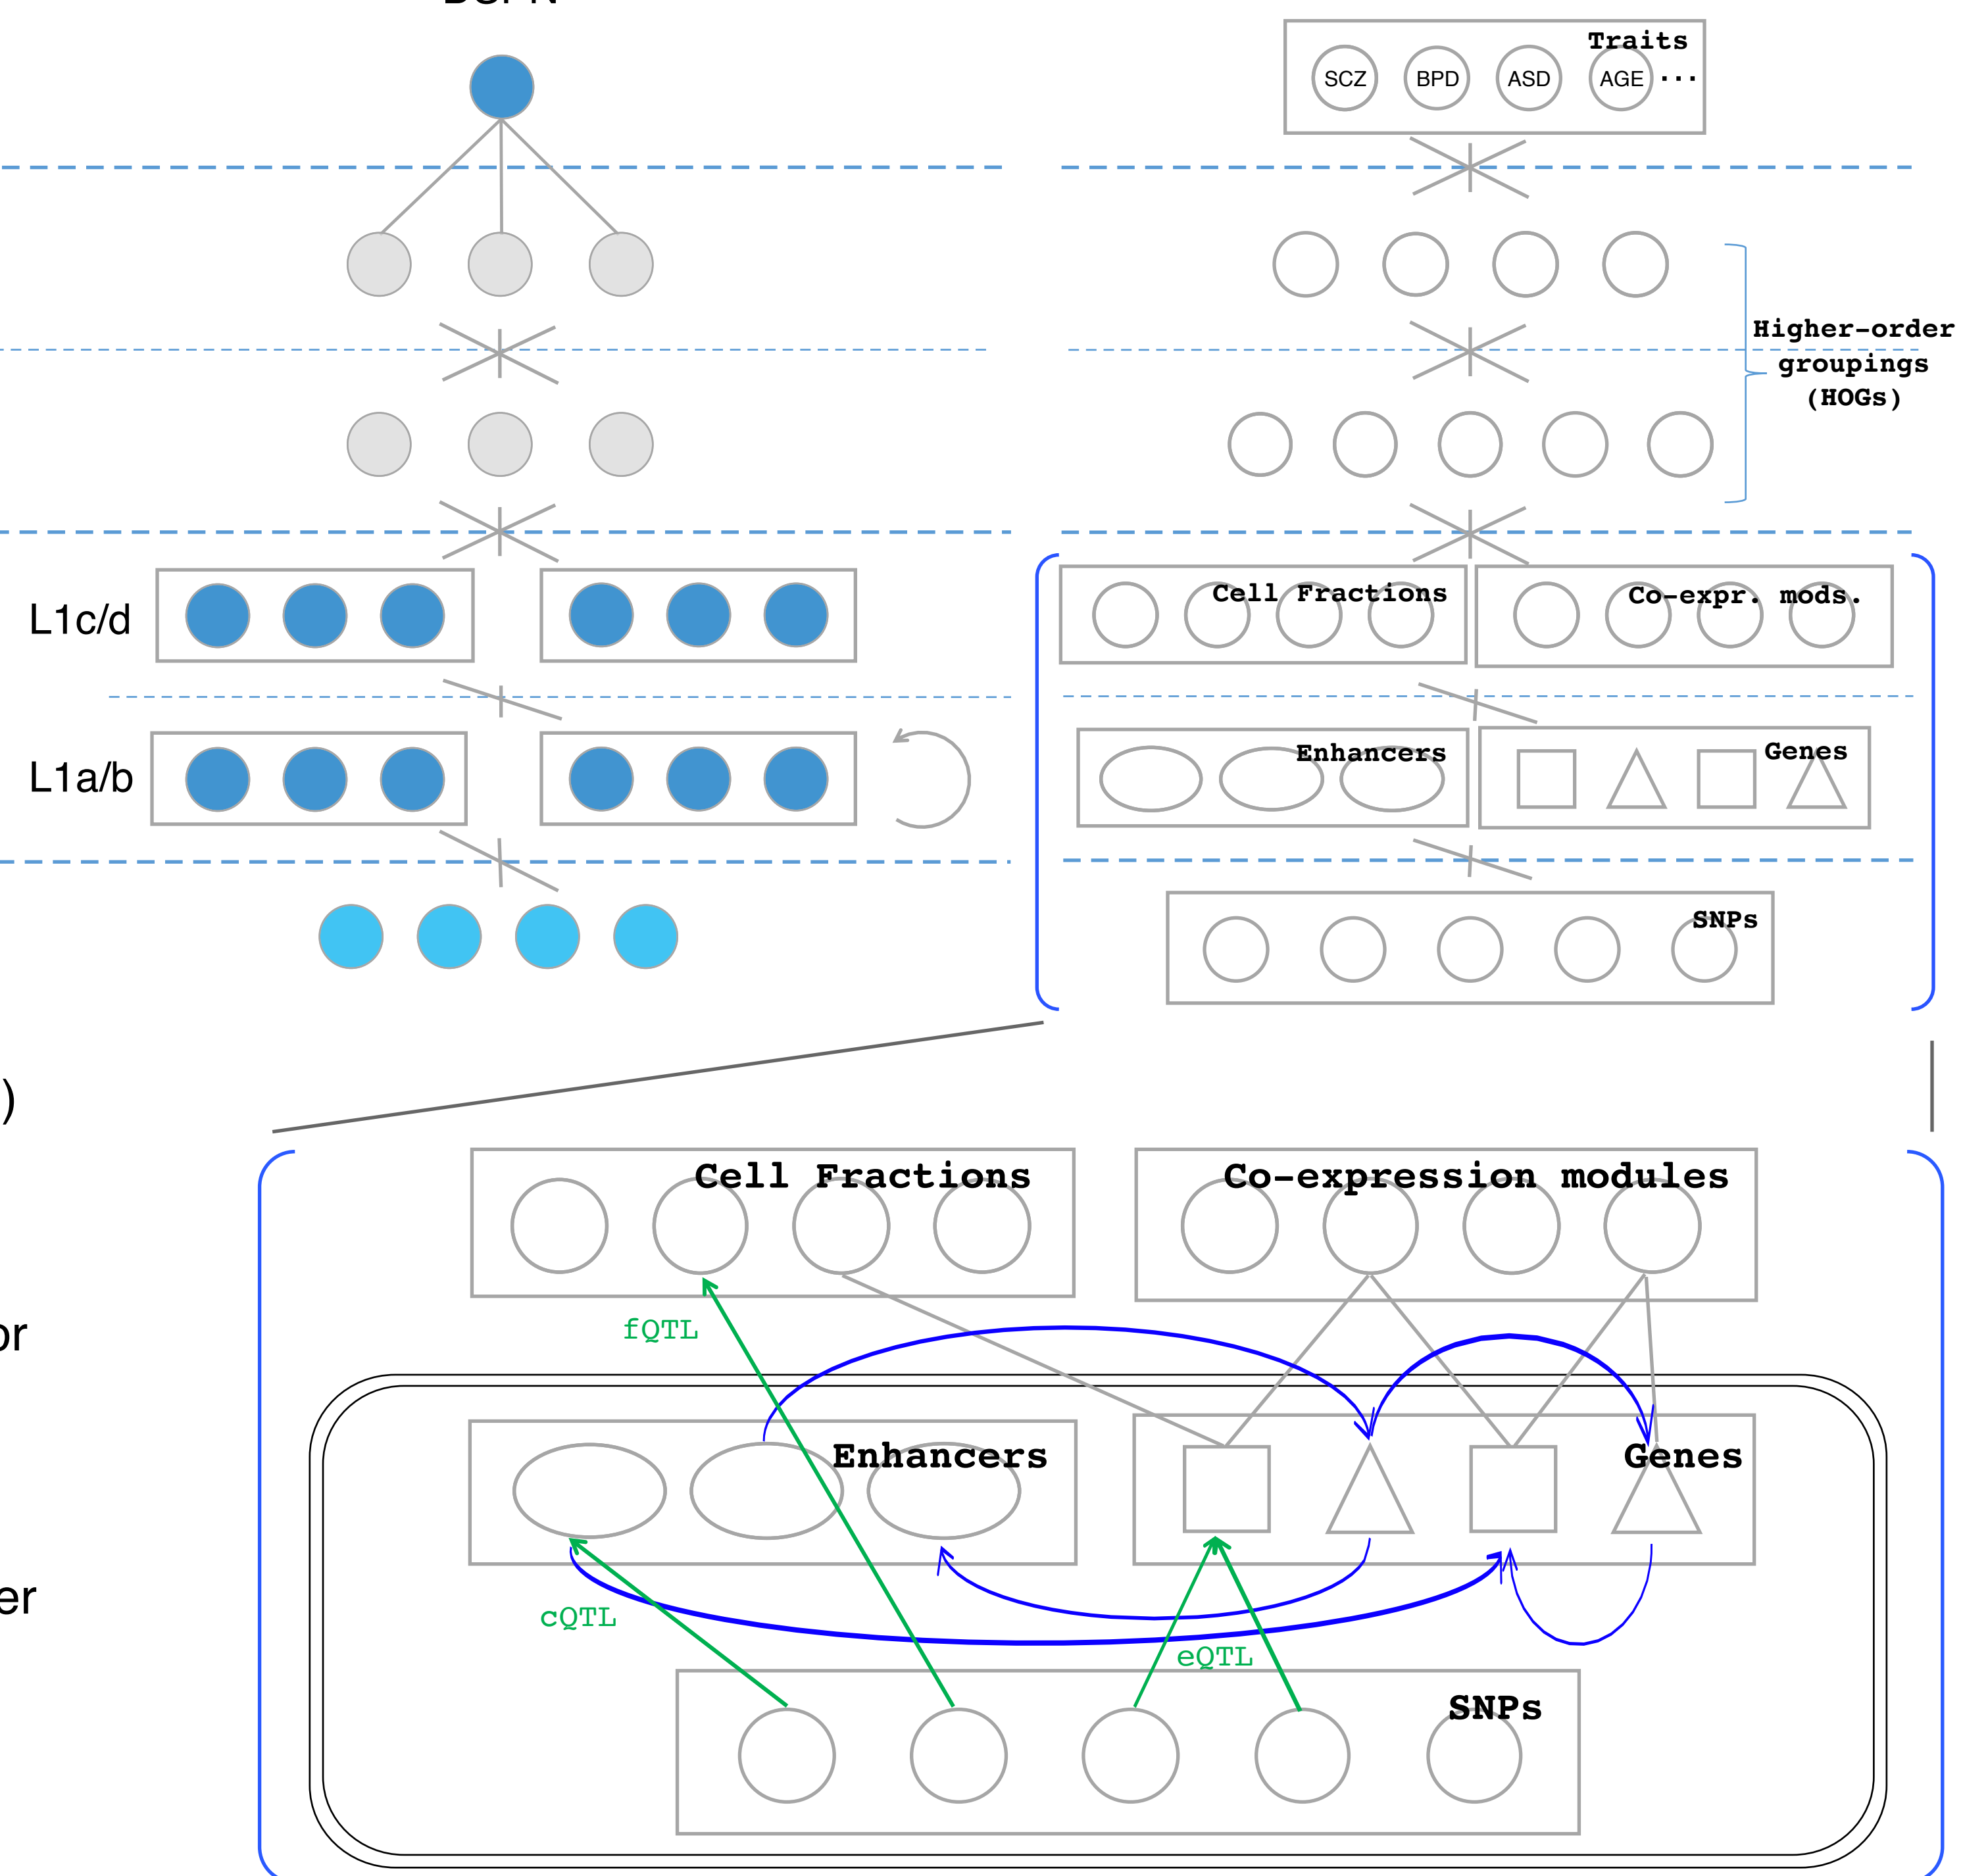 Traits
SCZ BPD ASD AGE ...
Higher-order
groupings
(HOGs)
L1c/d
Cell Fractions
Co-expr. mods.
L1a/b
Enhancers
Genes
SNPs
)
Cell Fractions
Co-expression modules
fQTL
or
Enhancers
Genes
er
cQTL
eQTL
SNPs